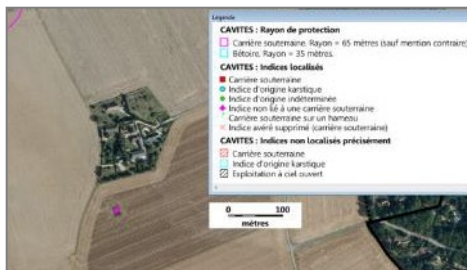 Légende
CAVITES : Rayon de protection
Carrière souterraine. Rayon = 65 mètres (sauf mention contraire)
Bétoire. Rayon = 35 mètres.
CAVITES : Indices localisés
Carrière souterraine
Indice d'origine karstique
Indice d'origine indéterminée
Indice non lié à une carrière souterraine
Carrière souterraine sur un hameau
Indice avéré supprimé (carrière souterraine)
CAVITES : Indices non localisés précisément
Carrière souterraine
Indice d'origine karstique
Exploitation à ciel ouvert
0 100
mètres